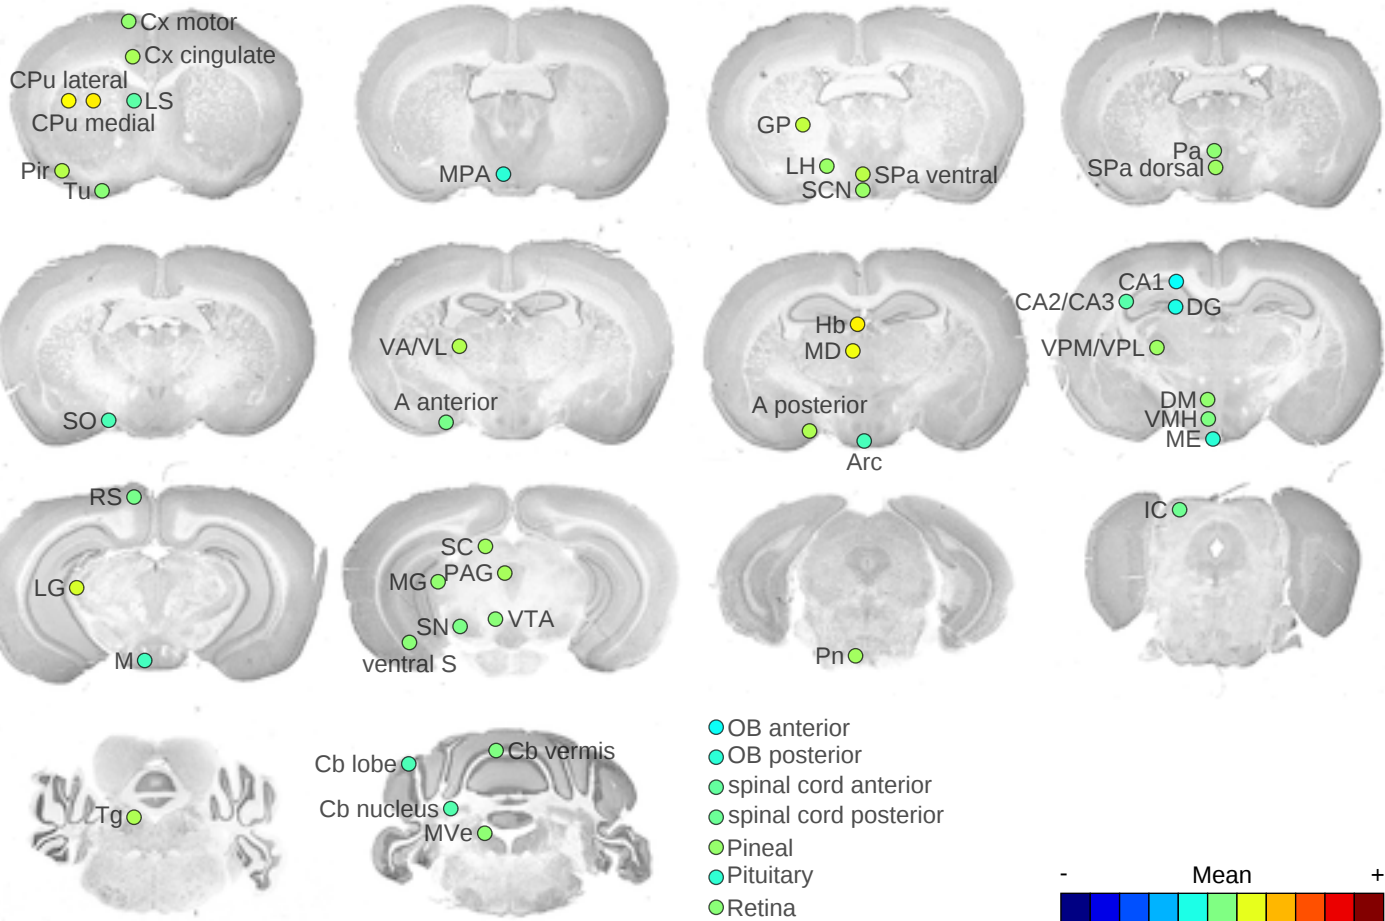 Cx motor
Cx cingulate
CPu lateral
LS
CPu medial
Pir
Tu
MPA
GP
LH
SPa ventral
SCN
Pa
SPa dorsal
SO
VA/VL
A anterior
Hb
MD
A posterior
Arc
CA1
CA2/CA3
DG
VPM/VPL
DM
VMH
ME
RS
LG
M
SC
MG
PAG
SN
VTA
ventral S
Pn
IC
Tg
Cb lobe
Cb vermis
Cb nucleus
MVe
OB anterior
OB posterior
spinal cord anterior
spinal cord posterior
Pineal
Pituitary
Retina
- Mean +